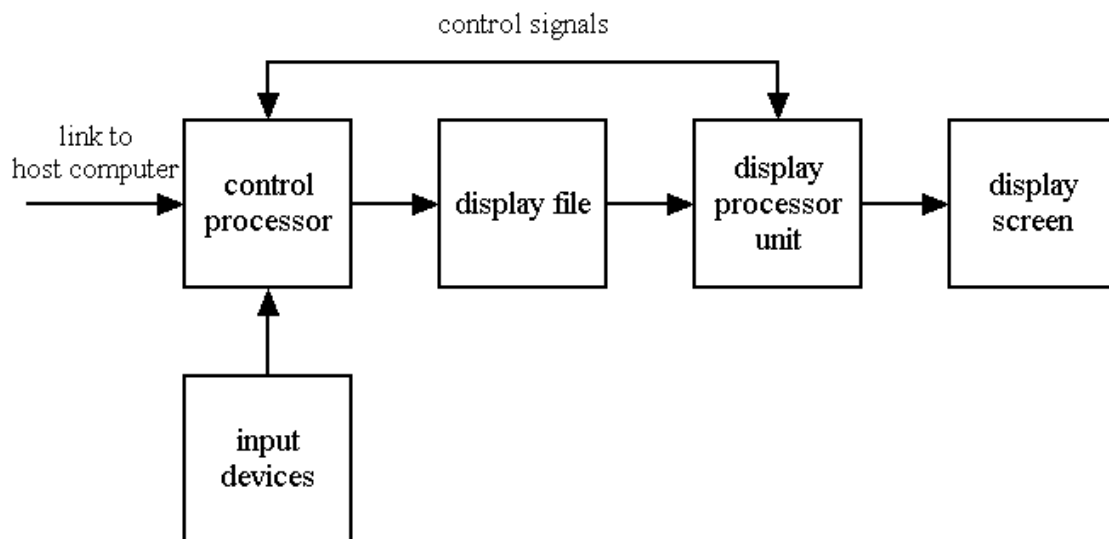 control signals
link to
host computer
control
processor
display file
display
processor
unit
display
screen
input
devices